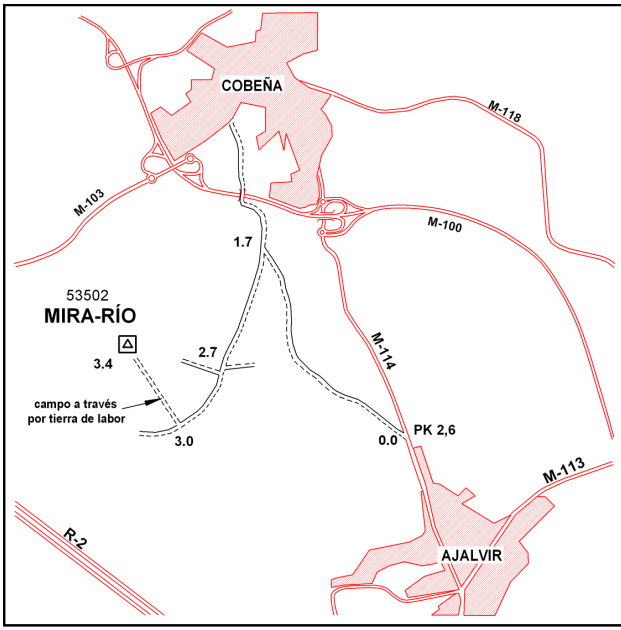 COBEÑA
M-118
M-103
M-100
1.7
53502
MIRA-RÍO
3.4
2.7
M-114
campo a través
por tierra de labor
3.0
0.0
PK 2,6
M-113
R-2
AJALVIR